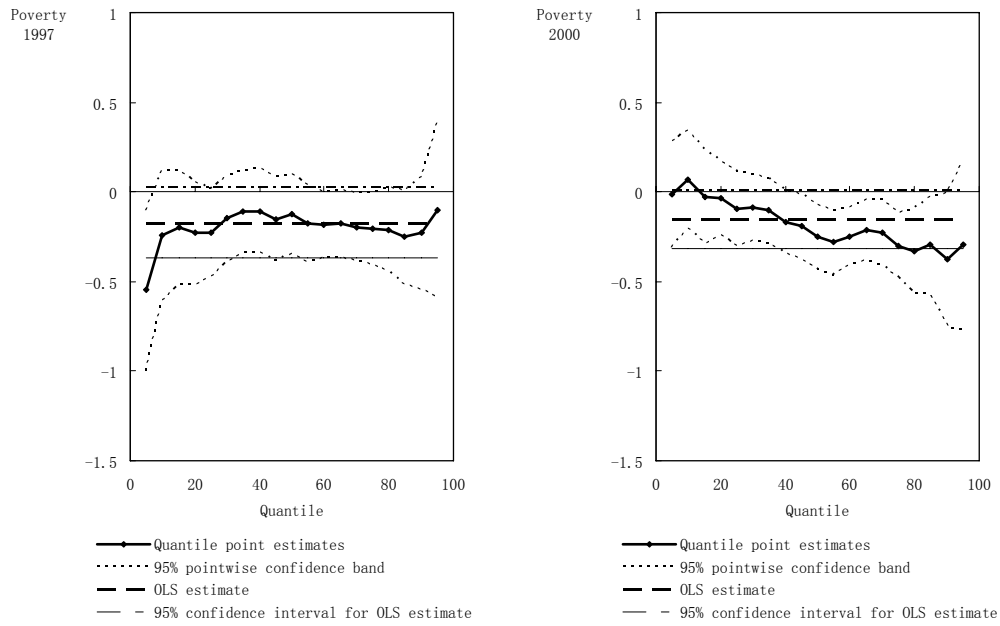 Poverty
1997
1
0.5
0
-0.5
-1
-1.5
0 20 40 60 80 100
Quantile
Quantile point estimates
95% pointwise confidence band
OLS estimate
95% confidence interval for OLS estimate
Poverty
2000
1
0.5
0
-0.5
-1
-1.5
0 20 40 60 80 100
Quantile
Quantile point estimates
95% pointwise confidence band
OLS estimate
95% confidence interval for OLS estimate